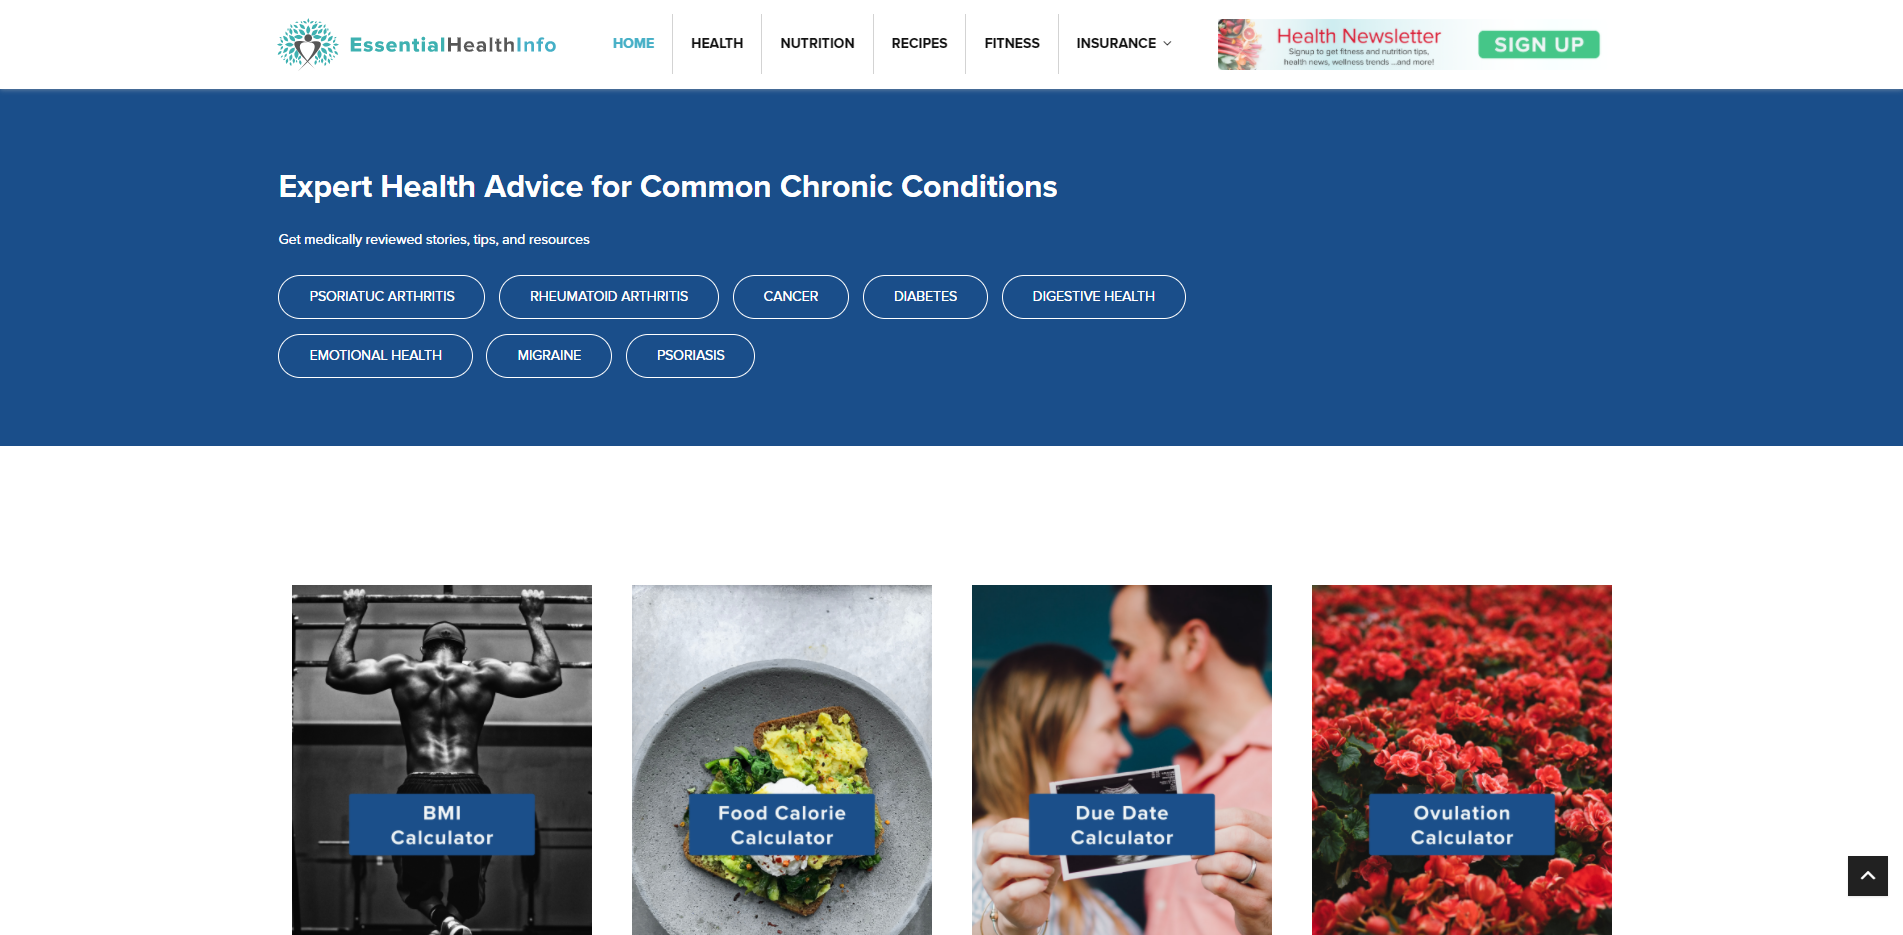 EssentialHealthInfo
HOME
HEALTH
NUTRITION
RECIPES
FITNESS
INSURANCE
Health Newsletter
Signup to get fitness and nutrition tips,
health news, wellness trends ...and more!
SIGN UP
Expert Health Advice for Common Chronic Conditions
Get medically reviewed stories, tips, and resources
PSORIATUC ARTHRITIS
RHEUMATOID ARTHRITIS
CANCER
DIABETES
DIGESTIVE HEALTH
EMOTIONAL HEALTH
MIGRAINE
PSORIASIS
BMI
Calculator
Food Calorie
Calculator
Due Date
Calculator
Ovulation
Calculator